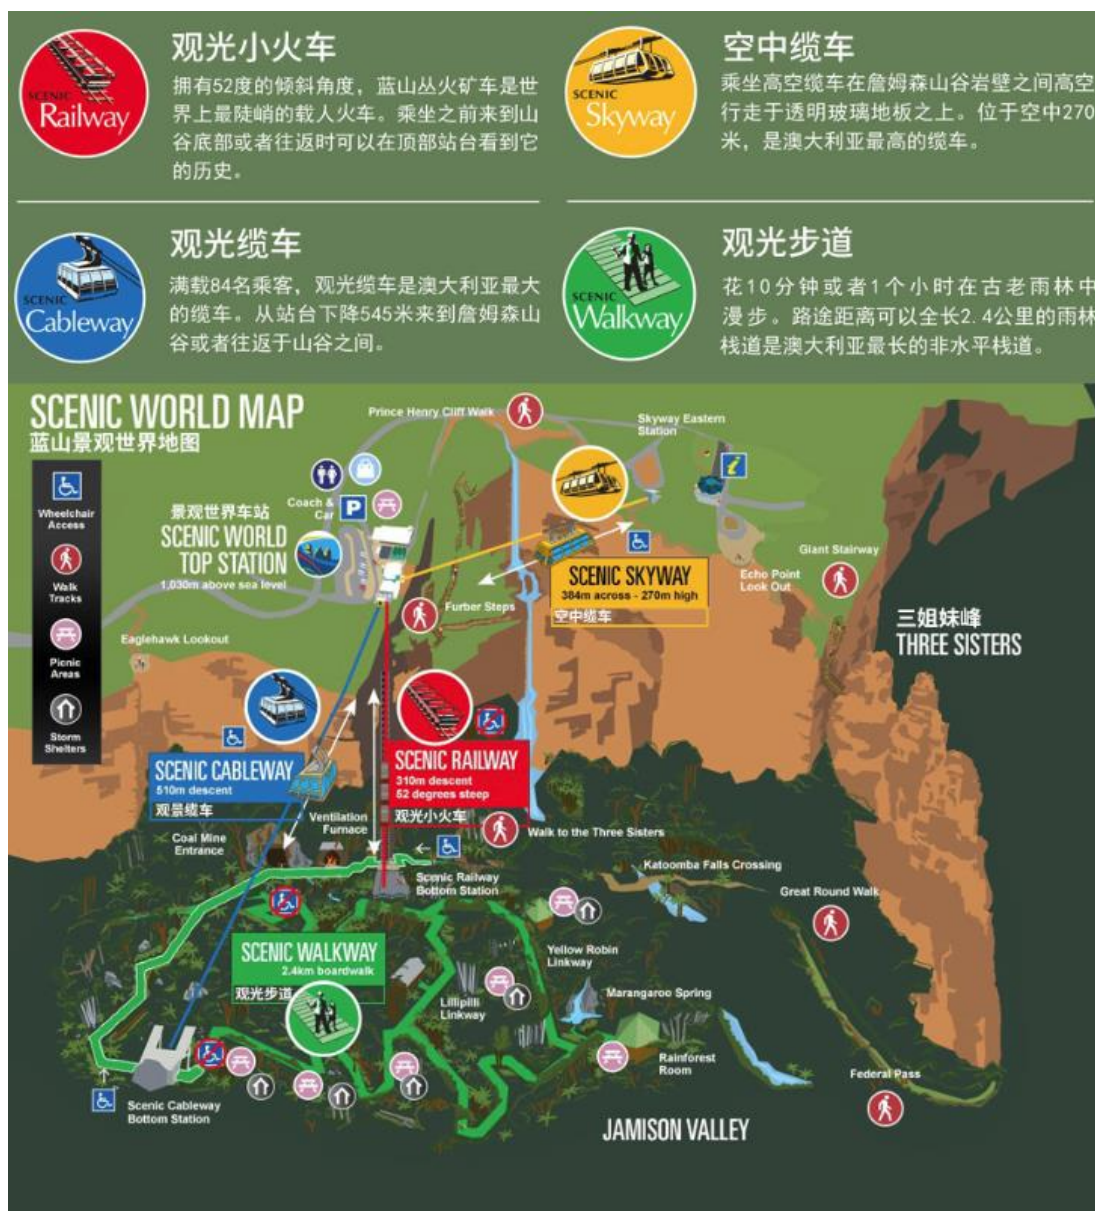 SCENIC
Railway
观光小火车
拥有52度的倾斜角度，蓝山丛火矿车是世
界上最陡峭的载人火车。乘坐之前来到山
谷底部或者往返时可以在顶部站台看到它
的历史。
SCENIC
Skyway
空中缆车
乘坐高空缆车在詹姆森山谷岩壁之间高空
行走于透明玻璃地板之上。位于空中270
米，是澳大利亚最高的缆车。
SCENIC
Cableway
观光缆车
满载84名乘客，观光缆车是澳大利亚最大
的缆车。从站台下降545米来到詹姆森山
谷或者往返于山谷之间。
SCENIC
Walkway
观光步道
花10分钟或者1个小时在古老雨林中
漫步。路途距离可以全长2.4公里的雨林
栈道是澳大利亚最长的非水平栈道。
SCENIC WORLD MAP
蓝山景观世界地图
Wheelchair
Access
Walk
Tracks
Picnic
Areas
Storm
Shelters
Prince Henry Cliff Walk
Skyway Eastern
Station
i
Coach &
Car
P
景观世界车站
SCENIC WORLD
TOP STATION
1,030m above sea level
SCENIC SKYWAY
384m across - 270m high
空中缆车
Echo Point
Look Out
Giant Stairway
Furber Steps
三姐妹峰
THREE SISTERS
Eaglehawk Lookout
SCENIC CABLEWAY
510m descent
观景缆车
SCENIC RAILWAY
310m descent
52 degrees steep
观光小火车
Ventilation
Furnace
Coal Mine
Entrance
Walk to the Three Sisters
Scenic Railway
Bottom Station
Katoomba Falls Crossing
Great Round Walk
SCENIC WALKWAY
2.4km boardwalk
观光步道
Yellow Robin
Linkway
Lillipilli
Linkway
Marangaroo Spring
Rainforest
Room
Federal Pass
Scenic Cableway
Bottom Station
JAMISON VALLEY